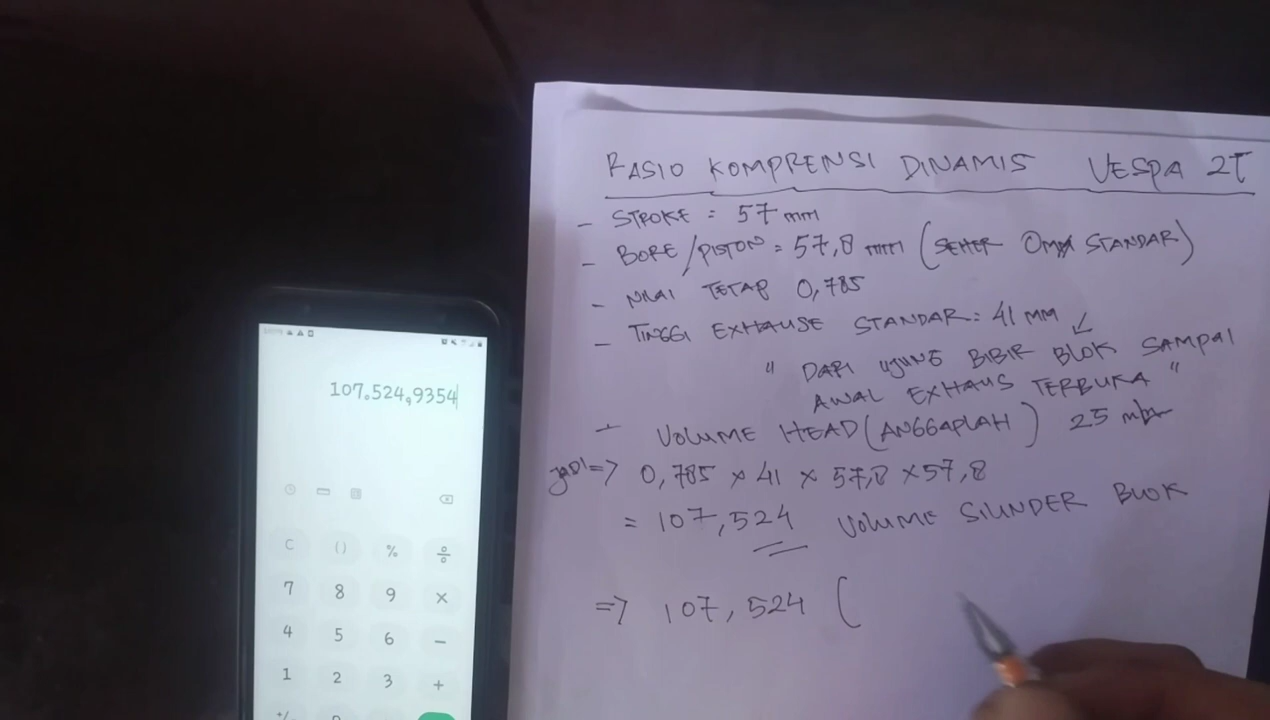 RASIO KOMPRENSI DINAMIS VESPA 2T
- STROKE = 57 mm
- BORE/PISTON = 57,8 mm (SEHER STANDAR)
- NILAI TETAP 0,785
- TINGGI EXHAUSE STANDAR: 41 MM
" DARI UJUNG BIBIR BLOK SAMPAI
AWAL EXHAUS TERBUKA "
- VOLUME HEAD (ANGGAPLAH) 25
JADI => 0,785 x 41 x 57,8 x 57,8
= 107,524 VOLUME SILINDER BLOK
=> 107,524 (
107.524,9354
C () % ÷
7 8 9 ×
4 5 6 −
1 2 3 +